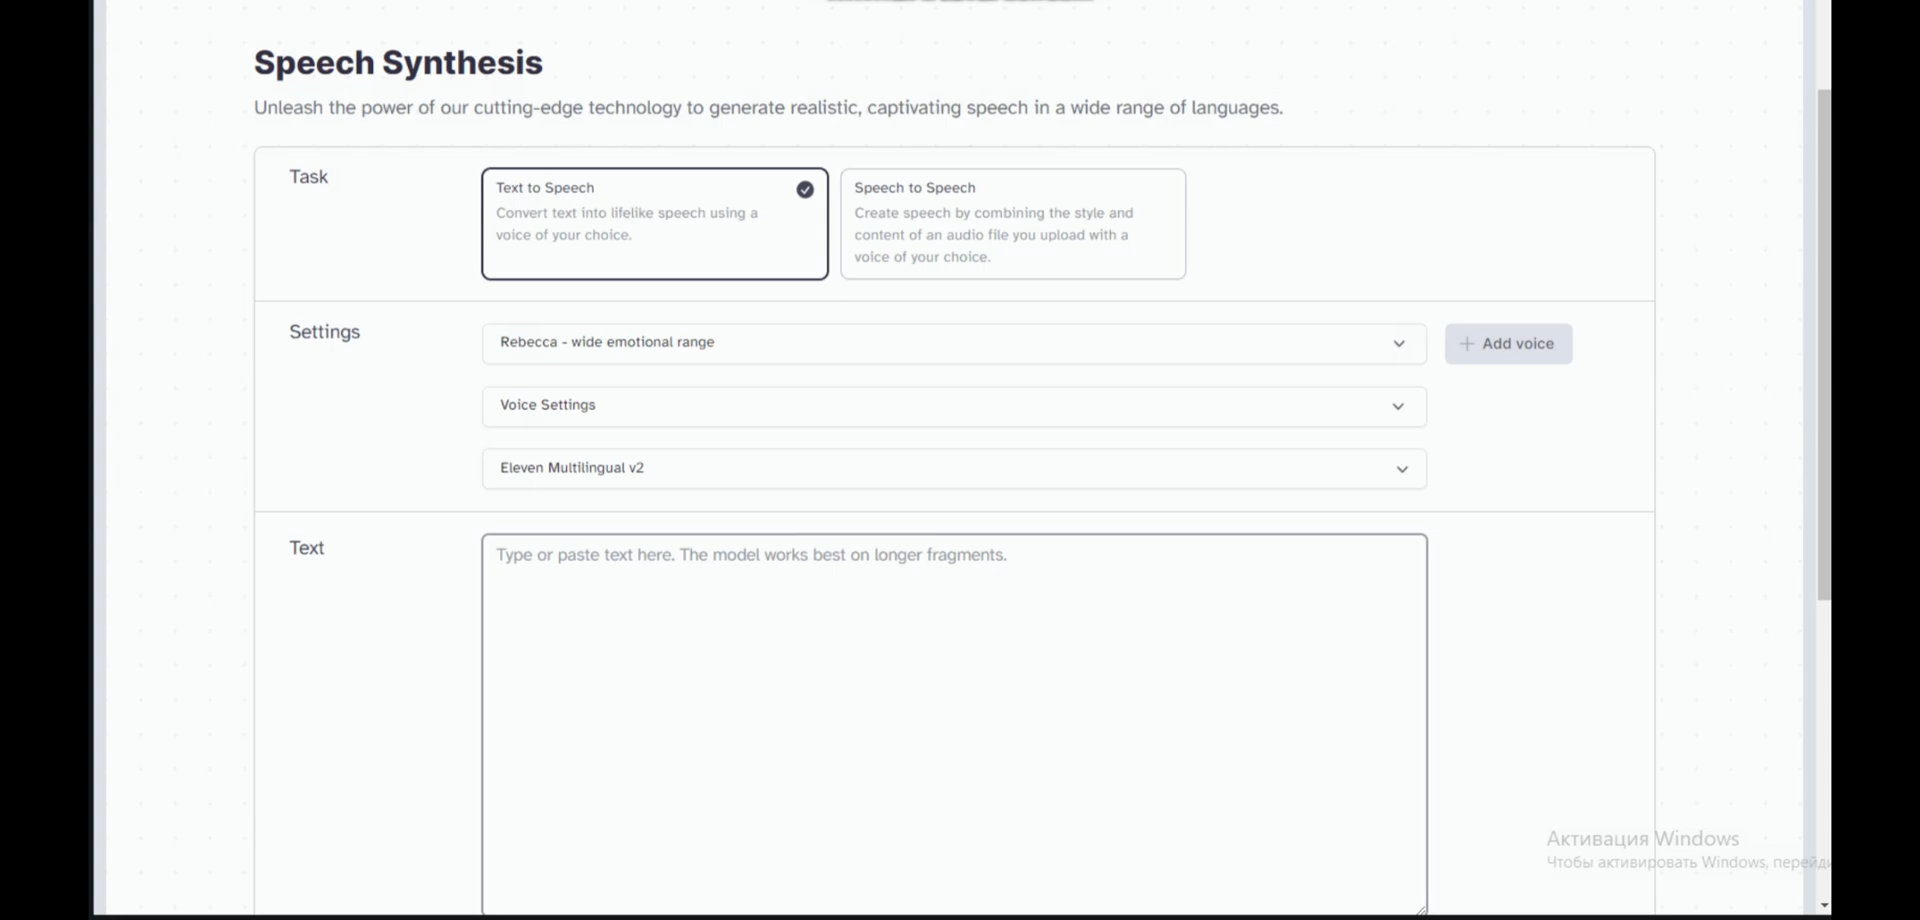 Speech Synthesis
Unleash the power of our cutting-edge technology to generate realistic, captivating speech in a wide range of languages.
Task
Text to Speech
Convert text into lifelike speech using a
voice of your choice.
Speech to Speech
Create speech by combining the style and
content of an audio file you upload with a
voice of your choice.
Settings
Rebecca - wide emotional range
Add voice
Voice Settings
Eleven Multilingual v2
Text
Type or paste text here. The model works best on longer fragments.
Активация Windows
Чтобы активировать Windows, перейди